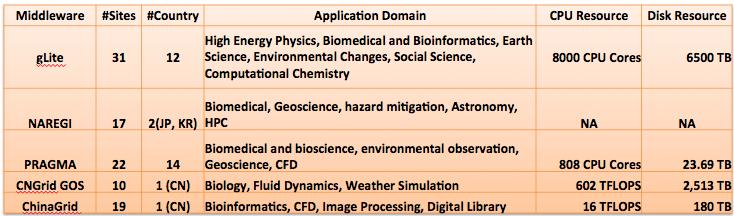 Middleware #Sites #Country Application Domain CPU Resource Disk Resource
High Energy Physics, Biomedical and Bioinformatics, Earth
gLite 31 12 Science, Environmental Changes, Social Science, 8000 CPU Cores 6500 TB
Computational Chemistry
Biomedical, Geoscience, hazard mitigation, Astronomy,
NAREGI 17 2(JP, KR) HPC NA NA
Biomedical and bioscience, environmental observation,
PRAGMA 22 14 Geoscience, CFD 808 CPU Cores 23.69 TB
CNGrid GOS 10 1 (CN) Biology, Fluid Dynamics, Weather Simulation 602 TFLOPS 2,513 TB
ChinaGrid 19 1 (CN) Bioinformatics, CFD, Image Processing, Digital Library 16 TFLOPS 180 TB